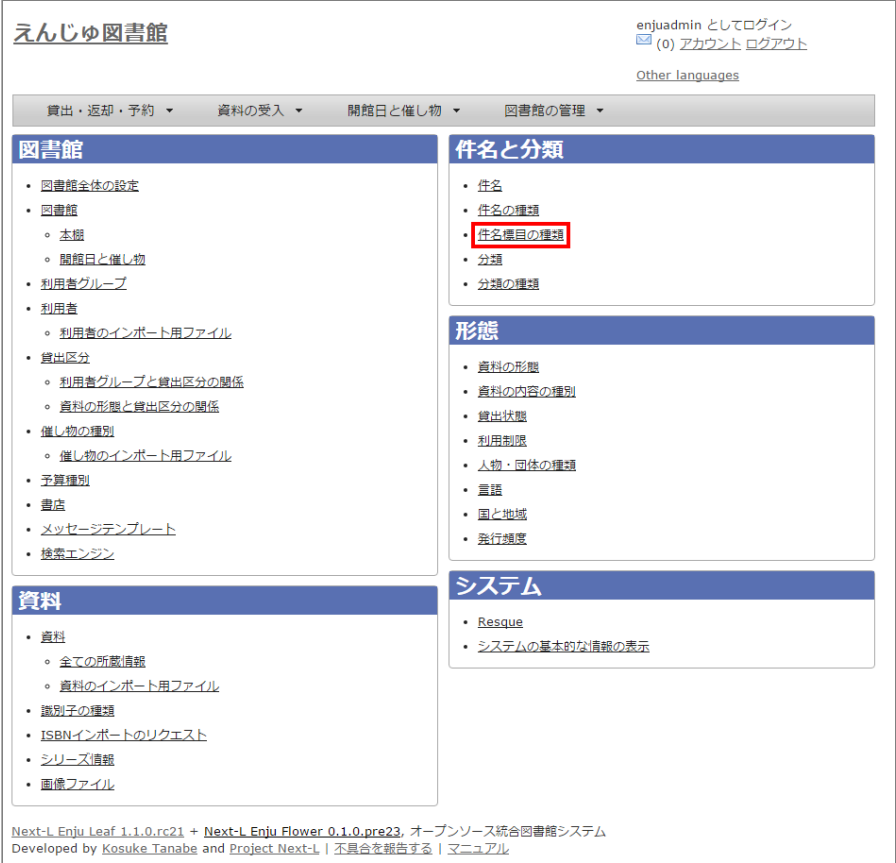 えんじゅ図書館
enjuadmin としてログイン
(0) アカウント ログアウト
Other languages
貸出・返却・予約 ▼ 資料の受入 ▼ 開館日と催し物 ▼ 図書館の管理 ▼
図書館
図書館全体の設定
図書館
本棚
開館日と催し物
利用者グループ
利用者
利用者のインポート用ファイル
貸出区分
利用者グループと貸出区分の関係
資料の形態と貸出区分の関係
催し物の種別
催し物のインポート用ファイル
予算種別
書店
メッセージテンプレート
検索エンジン
資料
資料
全ての所蔵情報
資料のインポート用ファイル
識別子の種類
ISBNインポートのリクエスト
シリーズ情報
画像ファイル
件名と分類
件名
件名の種類
件名標目の種類
分類
分類の種類
形態
資料の形態
資料の内容の種別
貸出状態
利用制限
人物・団体の種類
言語
国と地域
発行頻度
システム
Resque
システムの基本的な情報の表示
Next-L Enju Leaf 1.1.0.rc21 + Next-L Enju Flower 0.1.0.pre23, オープンソース統合図書館システム
Developed by Kosuke Tanabe and Project Next-L | 不具合を報告する | マニュアル